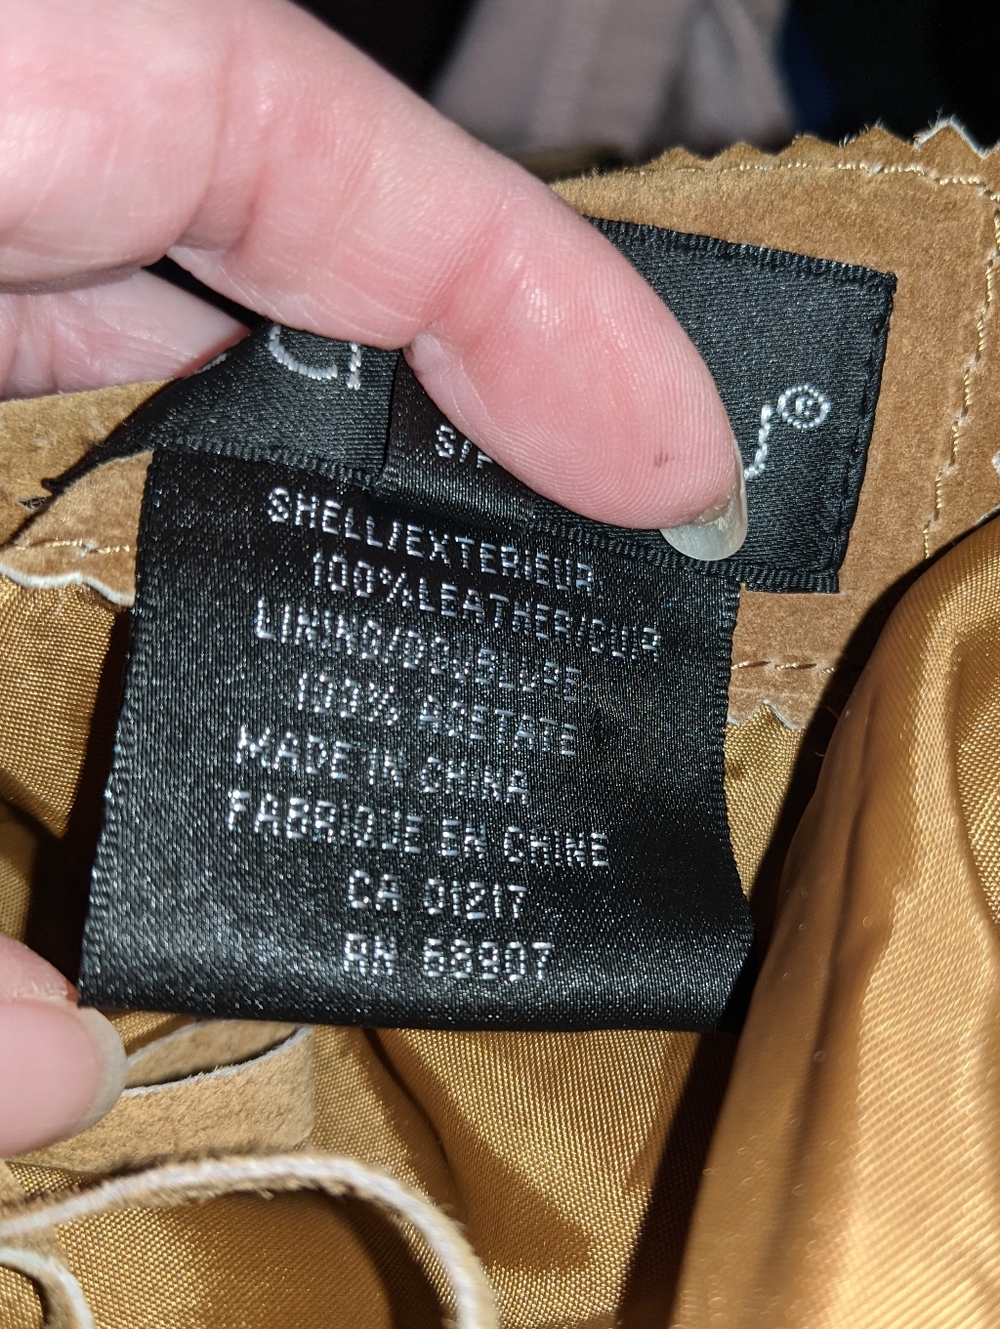 S/P
SHELL/EXTERIEUR
100%LEATHER/CUIR
LINING/DOUBLURE
100% ACETATE
MADE IN CHINA
FABRIQUE EN CHINE
CA 01217
RN 68907